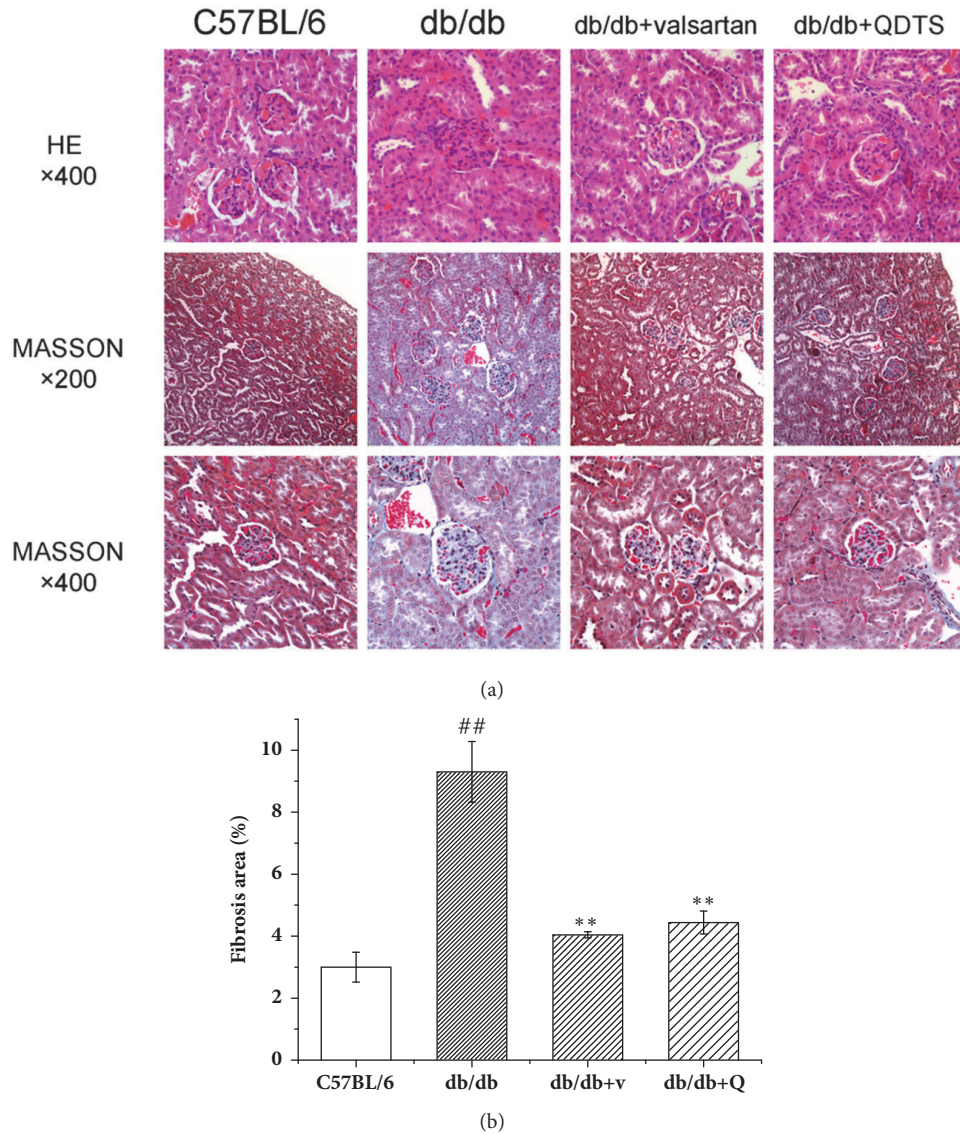 C57BL/6 db/db db/db+valsartan db/db+QDTS
HE
×400
MASSON
×200
MASSON
×400
(a)
##
10
8
6
4
2
0
**
**
Fibrosis area (%)
C57BL/6 db/db db/db+v db/db+Q
(b)